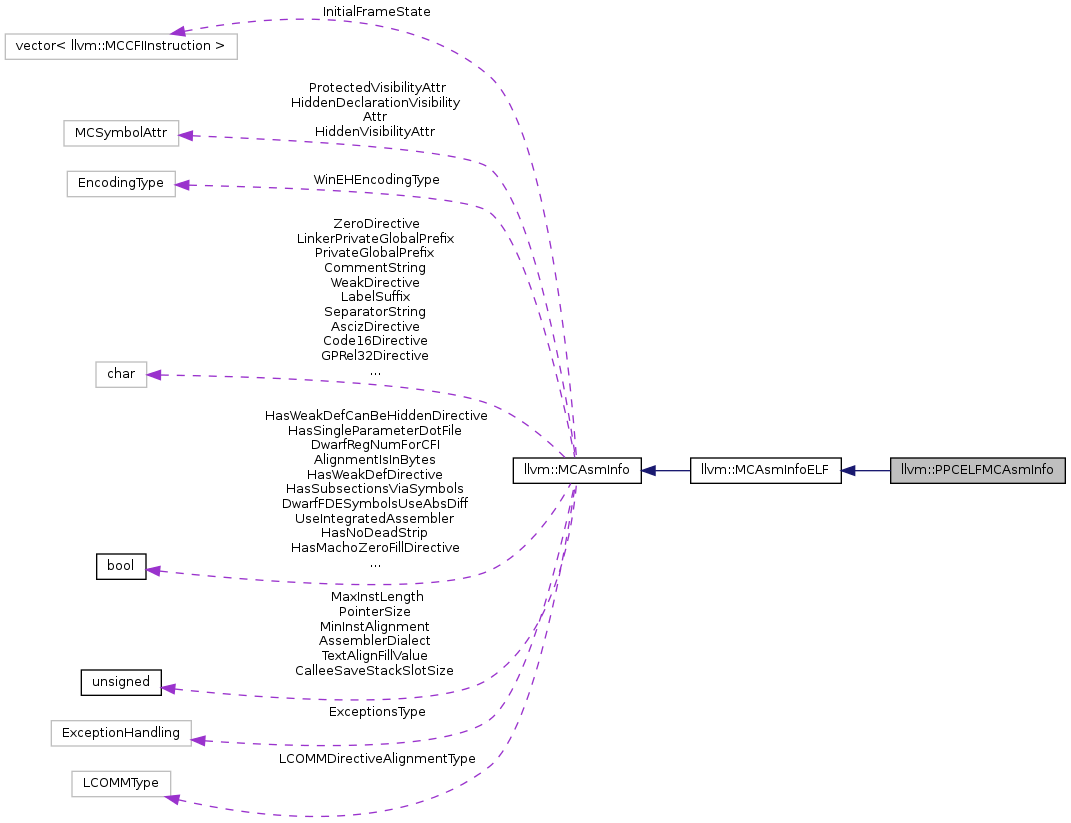 InitialFrameState
vector< llvm::MCCFIInstruction >
ProtectedVisibilityAttr
HiddenDeclarationVisibility
Attr
HiddenVisibilityAttr
MCSymbolAttr
WinEHEncodingType
EncodingType
ZeroDirective
LinkerPrivateGlobalPrefix
PrivateGlobalPrefix
CommentString
WeakDirective
LabelSuffix
SeparatorString
AscizDirective
Code16Directive
GPRel32Directive
...
char
HasWeakDefCanBeHiddenDirective
HasSingleParameterDotFile
DwarfRegNumForCFI
AlignmentIsInBytes
HasWeakDefDirective
HasSubsectionsViaSymbols
DwarfFDESymbolsUseAbsDiff
UseIntegratedAssembler
HasNoDeadStrip
HasMachoZeroFillDirective
...
bool
llvm::MCAsmInfo
llvm::MCAsmInfoELF
llvm::PPCELFMCAsmInfo
MaxInstLength
PointerSize
MinInstAlignment
AssemblerDialect
TextAlignFillValue
CalleeSaveStackSlotSize
unsigned
ExceptionsType
ExceptionHandling
LCOMMDirectiveAlignmentType
LCOMMType